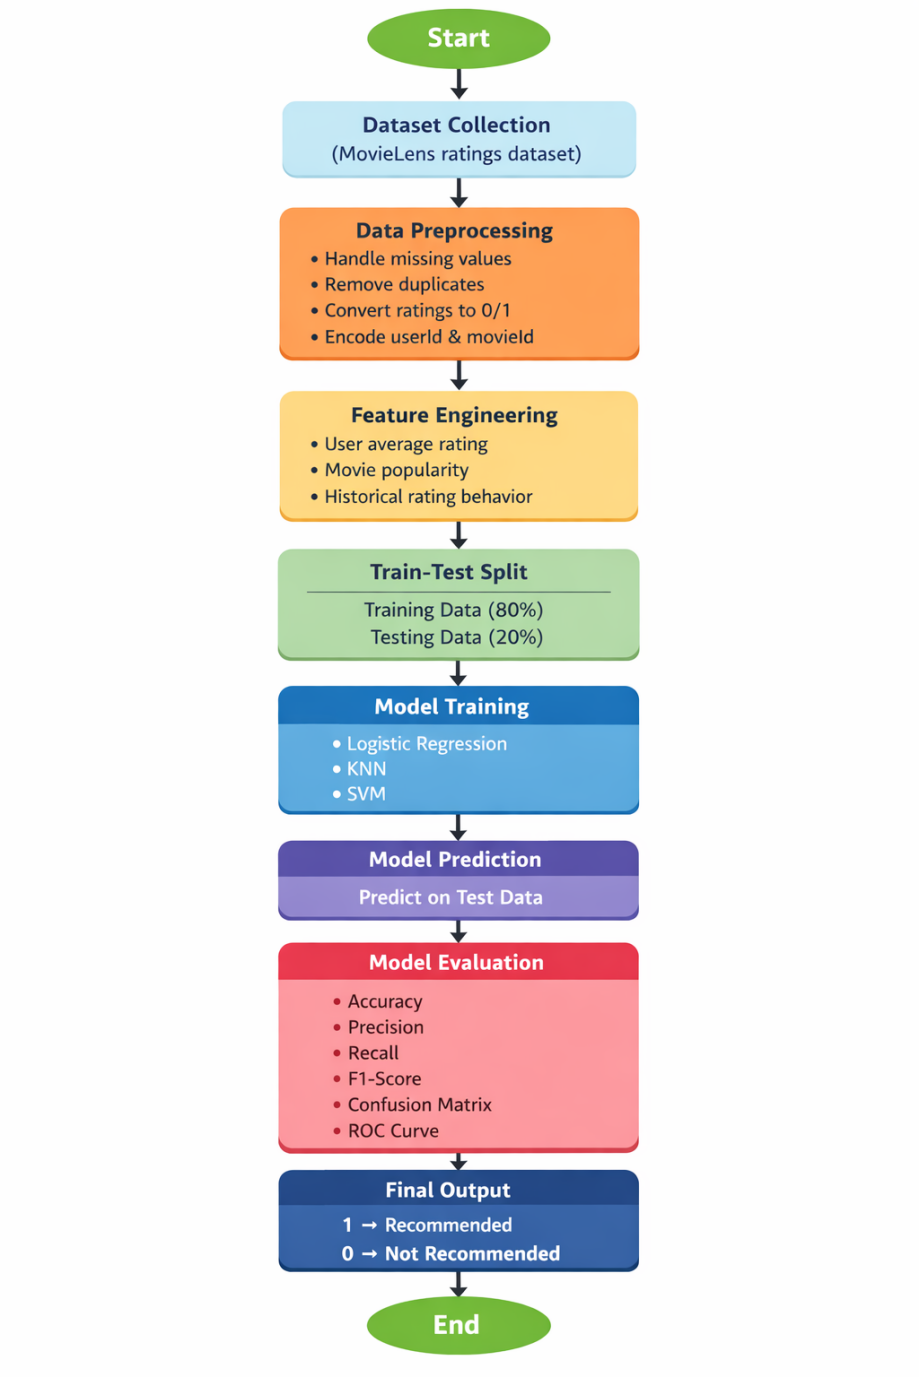 Start
Dataset Collection
(MovieLens ratings dataset)
Data Preprocessing
• Handle missing values
• Remove duplicates
• Convert ratings to 0/1
• Encode userId & movieId
Feature Engineering
• User average rating
• Movie popularity
• Historical rating behavior
Train-Test Split
Training Data (80%)
Testing Data (20%)
Model Training
• Logistic Regression
• KNN
• SVM
Model Prediction
Predict on Test Data
Model Evaluation
• Accuracy
• Precision
• Recall
• F1-Score
• Confusion Matrix
• ROC Curve
Final Output
1 → Recommended
0 → Not Recommended
End